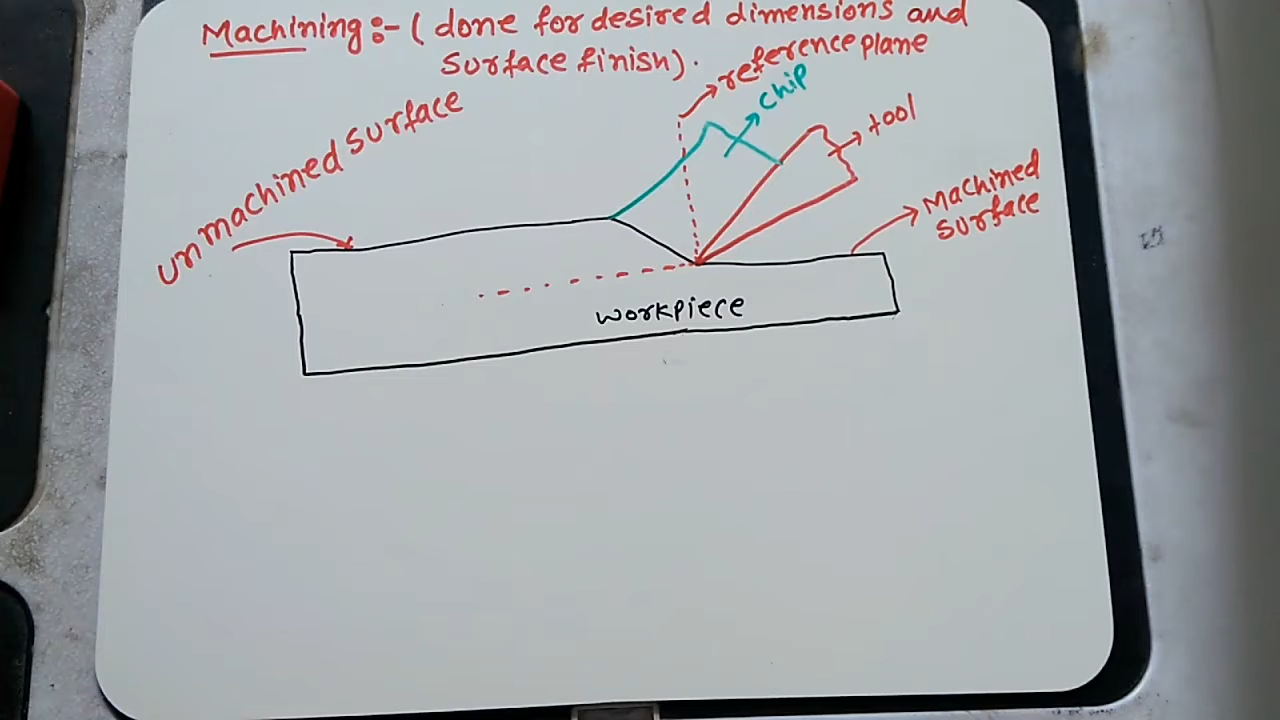 Machining:- ( done for desired dimensions and
surface finish).
reference plane
chip
tool
unmachined surface
Machined
surface
workpiece